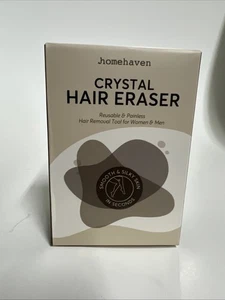 homehaven
CRYSTAL
HAIR ERASER
Reusable & Painless
Hair Removal Tool for Women & Men
SMOOTH & SILKY SKIN
IN SECONDS